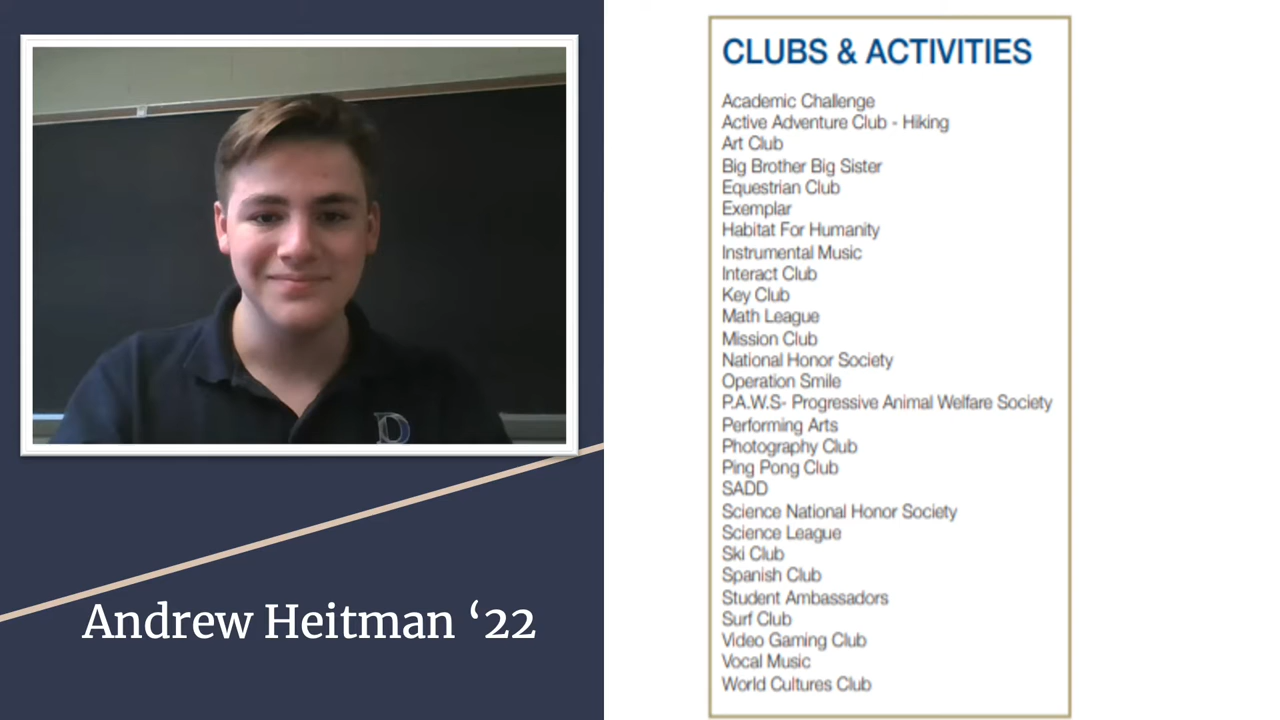 D
Andrew Heitman ‘22
CLUBS & ACTIVITIES
Academic Challenge
Active Adventure Club - Hiking
Art Club
Big Brother Big Sister
Equestrian Club
Exemplar
Habitat For Humanity
Instrumental Music
Interact Club
Key Club
Math League
Mission Club
National Honor Society
Operation Smile
P.A.W.S- Progressive Animal Welfare Society
Performing Arts
Photography Club
Ping Pong Club
SADD
Science National Honor Society
Science League
Ski Club
Spanish Club
Student Ambassadors
Surf Club
Video Gaming Club
Vocal Music
World Cultures Club